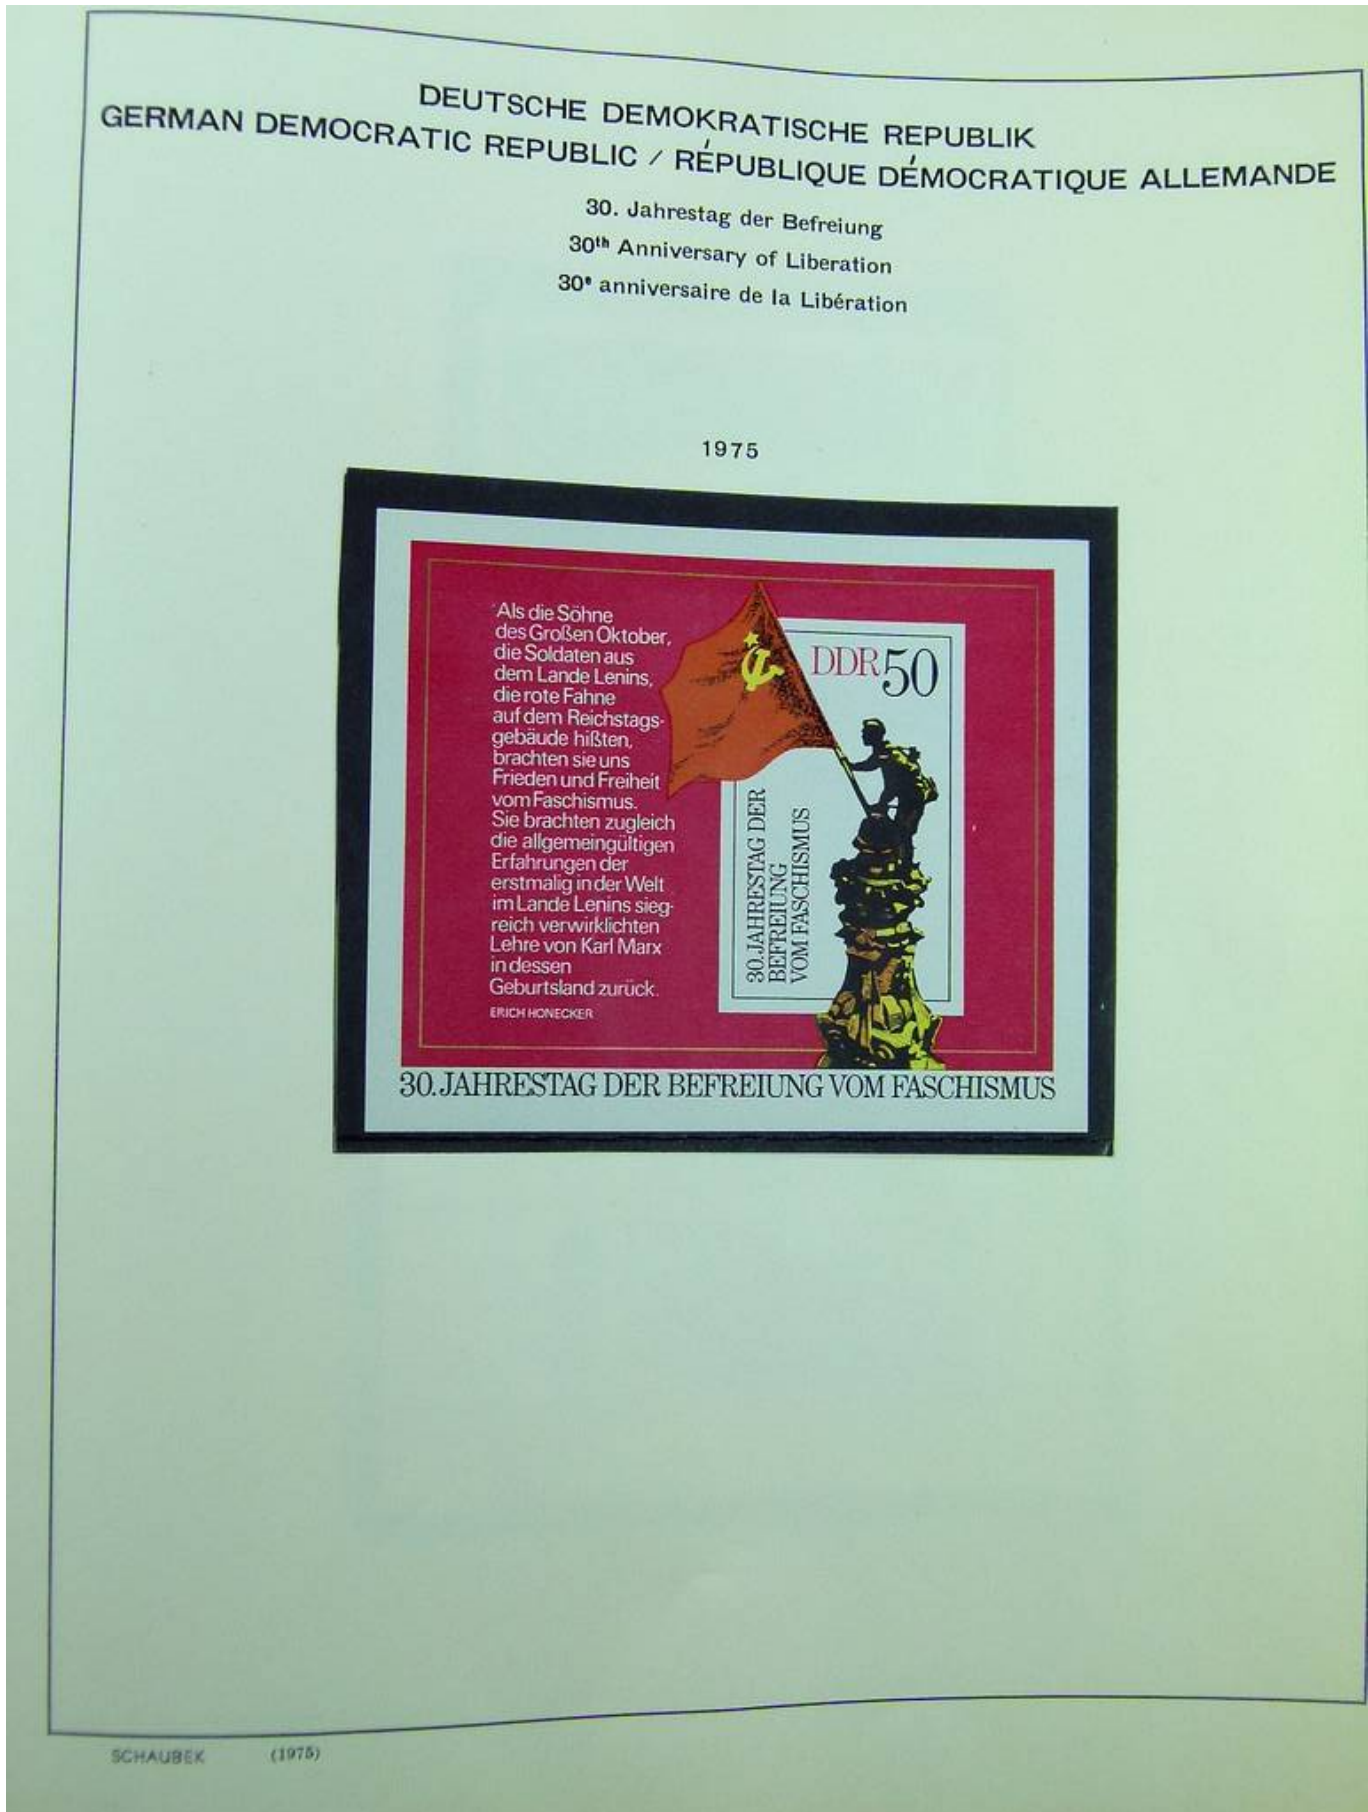 DEUTSCHE DEMOKRATISCHE REPUBLIK
GERMAN DEMOCRATIC REPUBLIC / RÉPUBLIQUE DÉMOCRATIQUE ALLEMANDE
30. Jahrestag der Befreiung
30th Anniversary of Liberation
30e anniversaire de la Libération
1975
'Als die Söhne
des Großen Oktober,
die Soldaten aus
dem Lande Lenins,
die rote Fahne
auf dem Reichstags-
gebäude hißten,
brachten sie uns
Frieden und Freiheit
vom Faschismus.
Sie brachten zugleich
die allgemeingültigen
Erfahrungen der
erstmalig in der Welt
im Lande Lenins sieg-
reich verwirklichten
Lehre von Karl Marx
in dessen
Geburtsland zurück.
ERICH HONECKER
DDR 50
30. JAHRESTAG DER
BEFREIUNG
VOM FASCHISMUS
30. JAHRESTAG DER BEFREIUNG VOM FASCHISMUS
SCHAUBEK (1975)